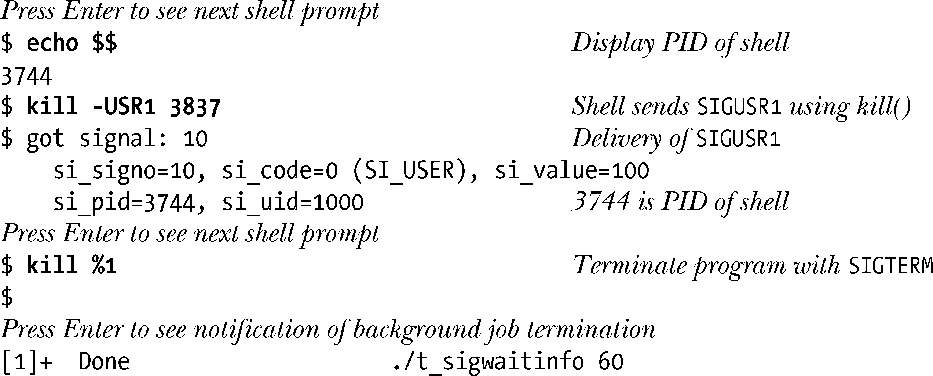 Press Enter to see next shell prompt
$ echo $$ Display PID of shell
3744
$ kill -USR1 3837 Shell sends SIGUSR1 using kill()
$ got signal: 10 Delivery of SIGUSR1
si_signo=10, si_code=0 (SI_USER), si_value=100
si_pid=3744, si_uid=1000 3744 is PID of shell
Press Enter to see next shell prompt
$ kill %1 Terminate program with SIGTERM
$
Press Enter to see notification of background job termination
[1]+ Done ./t_sigwaitinfo 60